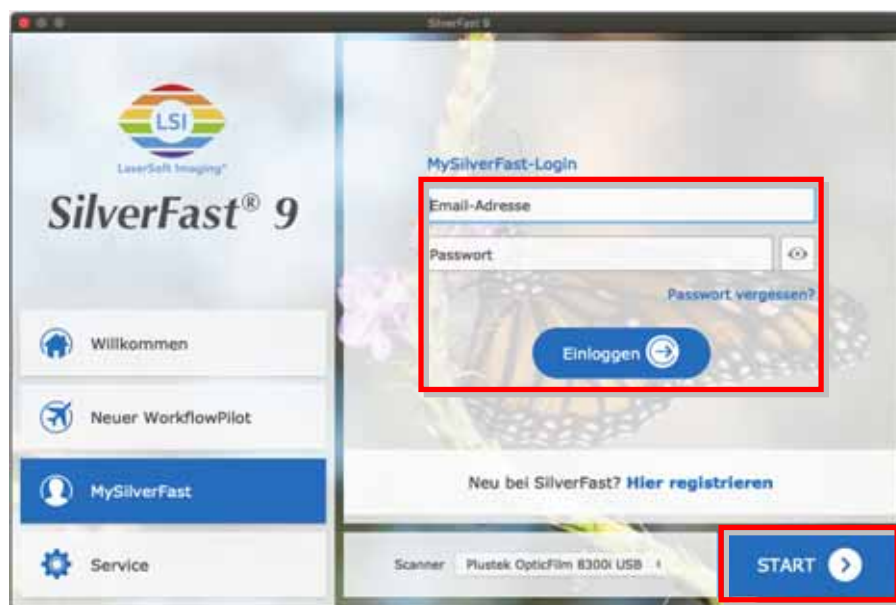 SilverFast 9
LSI
LaserSoft Imaging®
SilverFast® 9
Willkommen
Neuer WorkflowPilot
MySilverFast
Service
MySilverFast-Login
Email-Adresse
Passwort
Passwort vergessen?
Einloggen
Neu bei SilverFast? Hier registrieren
Scanner Plustek OpticFilm 8300i USB
START